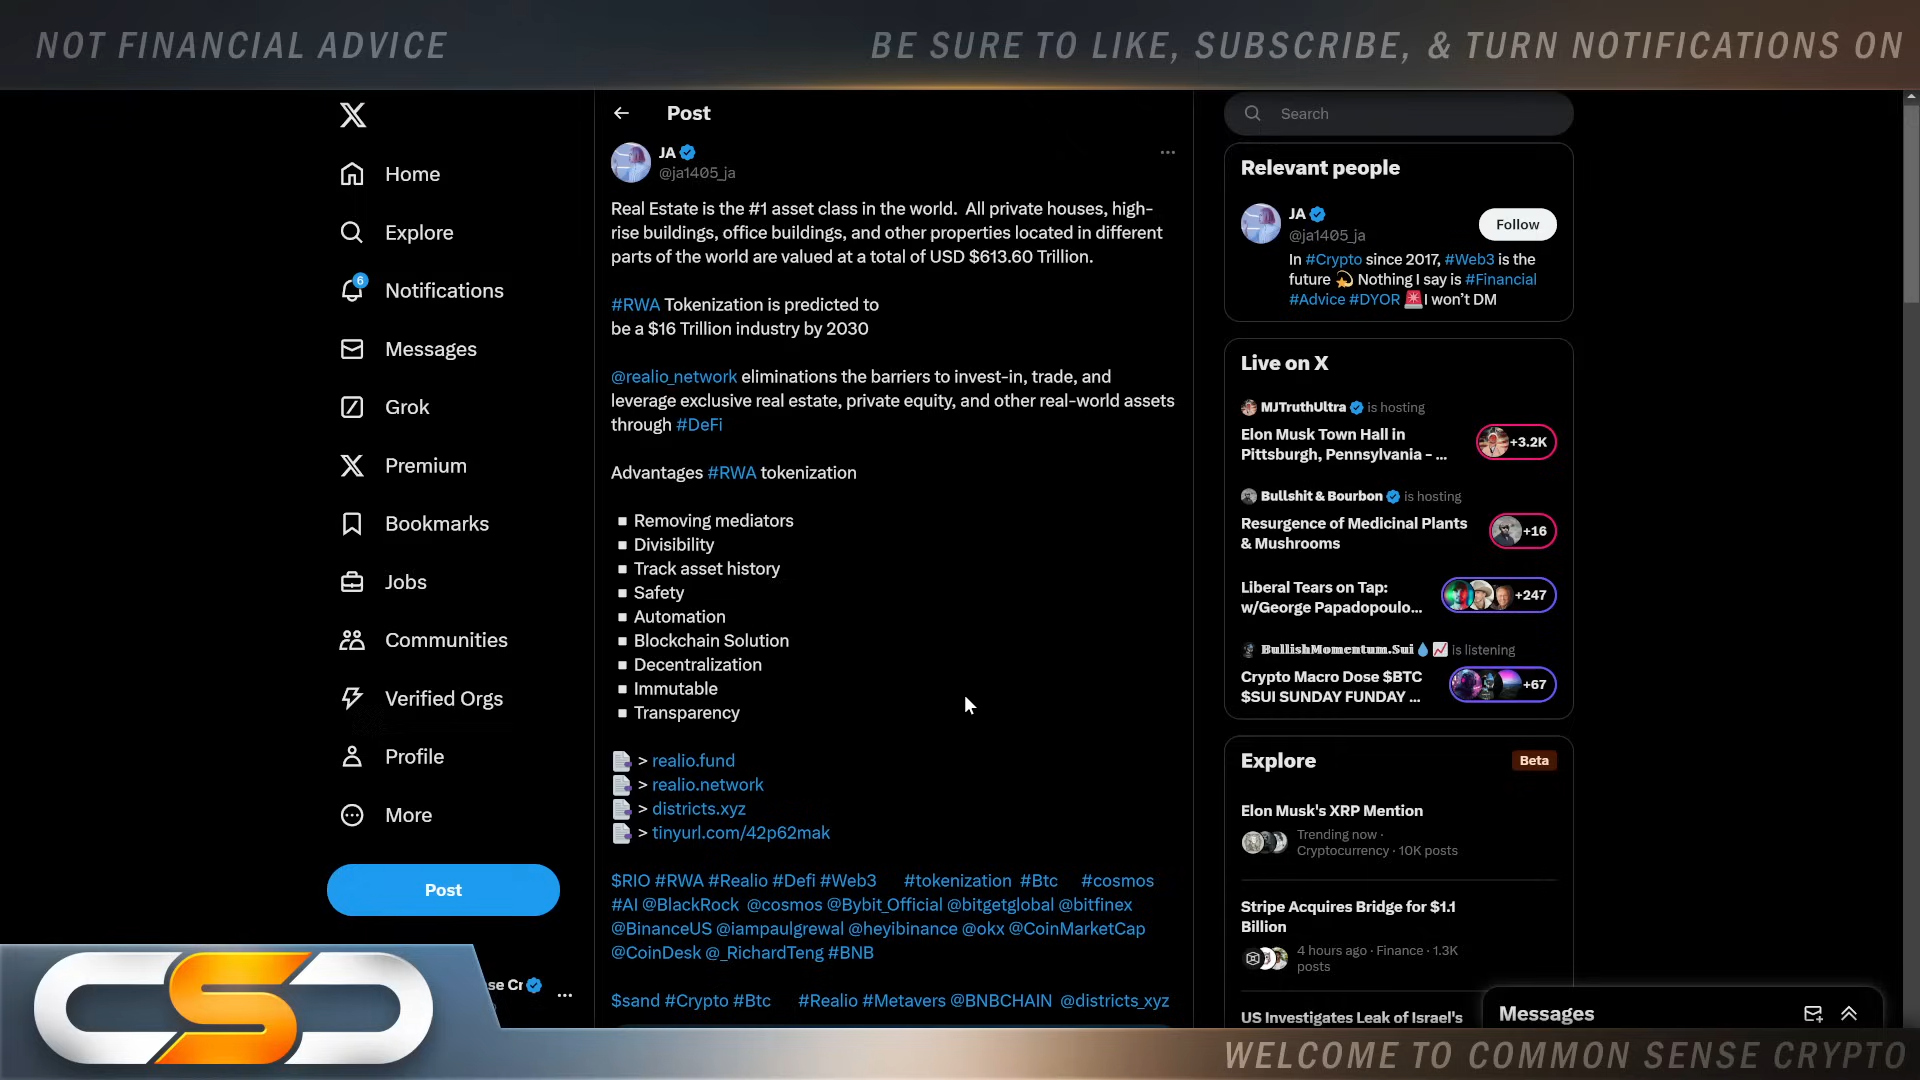 NOT FINANCIAL ADVICE
BE SURE TO LIKE, SUBSCRIBE, & TURN NOTIFICATIONS ON
Home
Explore
6
Notifications
Messages
Grok
Premium
Bookmarks
Jobs
Communities
Verified Orgs
Profile
More
Post
se Cr
Post
JA
@ja1405_ja
Real Estate is the #1 asset class in the world.  All private houses, high-
rise buildings, office buildings, and other properties located in different
parts of the world are valued at a total of USD $613.60 Trillion.
#RWA Tokenization is predicted to
be a $16 Trillion industry by 2030
@realio_network eliminations the barriers to invest-in, trade, and
leverage exclusive real estate, private equity, and other real-world assets
through #DeFi
Advantages #RWA tokenization
▪ Removing mediators
▪ Divisibility
▪ Track asset history
▪ Safety
▪ Automation
▪ Blockchain Solution
▪ Decentralization
▪ Immutable
▪ Transparency
> realio.fund
> realio.network
> districts.xyz
> tinyurl.com/42p62mak
$RIO #RWA #Realio #Defi #Web3 #tokenization #Btc #cosmos
#AI @BlackRock @cosmos @Bybit_Official @bitgetglobal @bitfinex
@BinanceUS @iampaulgrewal @heyibinance @okx @CoinMarketCap
@CoinDesk @_RichardTeng #BNB
$sand #Crypto #Btc #Realio #Metavers @BNBCHAIN @districts_xyz
Search
Relevant people
JA
@ja1405_ja
Follow
In #Crypto since 2017, #Web3 is the
future 💫 Nothing I say is #Financial
#Advice #DYOR 🚨I won't DM
Live on X
MJTruthUltra is hosting
Elon Musk Town Hall in
Pittsburgh, Pennsylvania - ...
+3.2K
Bullshit & Bourbon is hosting
Resurgence of Medicinal Plants
& Mushrooms
+16
Liberal Tears on Tap:
w/George Papadopoulo...
+247
BullishMomentum.Sui💧📈 is listening
Crypto Macro Dose $BTC
$SUI SUNDAY FUNDAY ...
+67
Explore
Beta
Elon Musk's XRP Mention
Trending now ·
Cryptocurrency · 10K posts
Stripe Acquires Bridge for $1.1
Billion
4 hours ago · Finance · 1.3K
posts
US Investigates Leak of Israel's
Messages
CSC
WELCOME TO COMMON SENSE CRYPTO